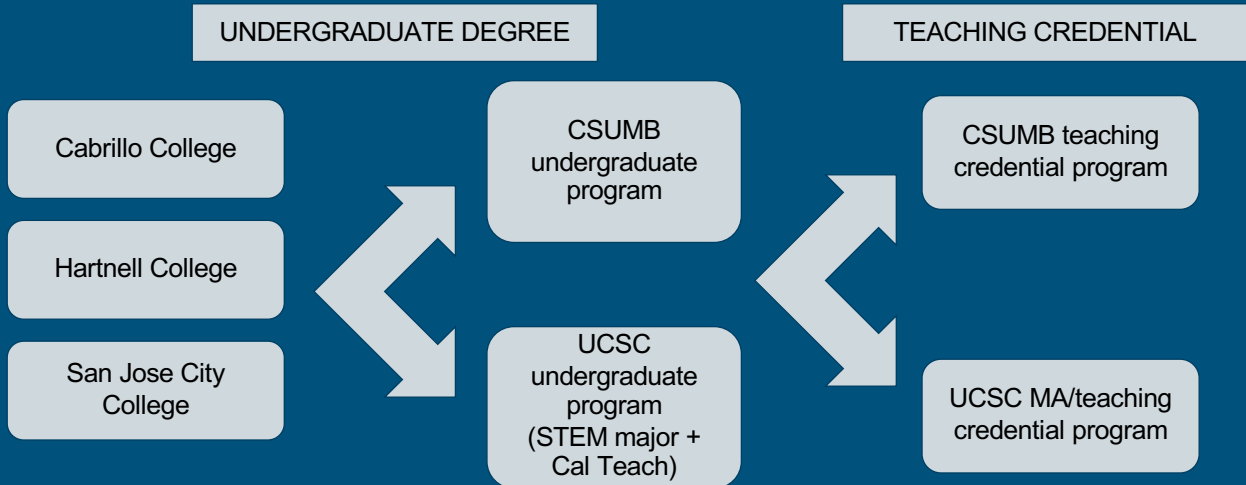 UNDERGRADUATE DEGREE
TEACHING CREDENTIAL
Cabrillo College
Hartnell College
San Jose City
College
CSUMB
undergraduate
program
UCSC
undergraduate
program
(STEM major +
Cal Teach)
CSUMB teaching
credential program
UCSC MA/teaching
credential program